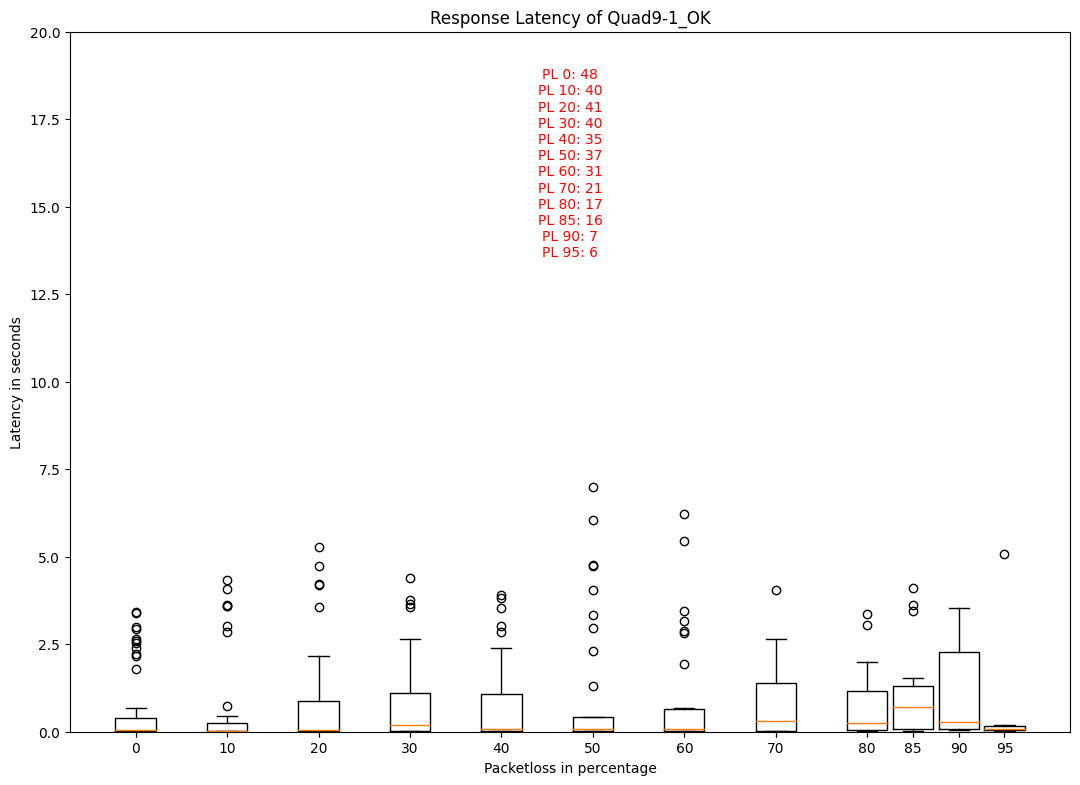 Response Latency of Quad9-1_OK
20.0
17.5
15.0
12.5
10.0
7.5
5.0
2.5
0.0
Latency in seconds
PL 0: 48
PL 10: 40
PL 20: 41
PL 30: 40
PL 40: 35
PL 50: 37
PL 60: 31
PL 70: 21
PL 80: 17
PL 85: 16
PL 90: 7
PL 95: 6
0 10 20 30 40 50 60 70 80 85 90 95
Packetloss in percentage